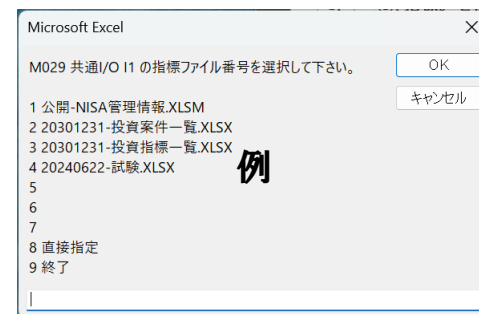 Microsoft Excel
M029 共通I/O I1 の指標ファイル番号を選択して下さい。
OK
キャンセル
1 公開-NISA管理情報.XLSM
2 20301231-投資案件一覧.XLSX
3 20301231-投資指標一覧.XLSX
4 20240622-試験.XLSX
例
5
6
7
8 直接指定
9 終了